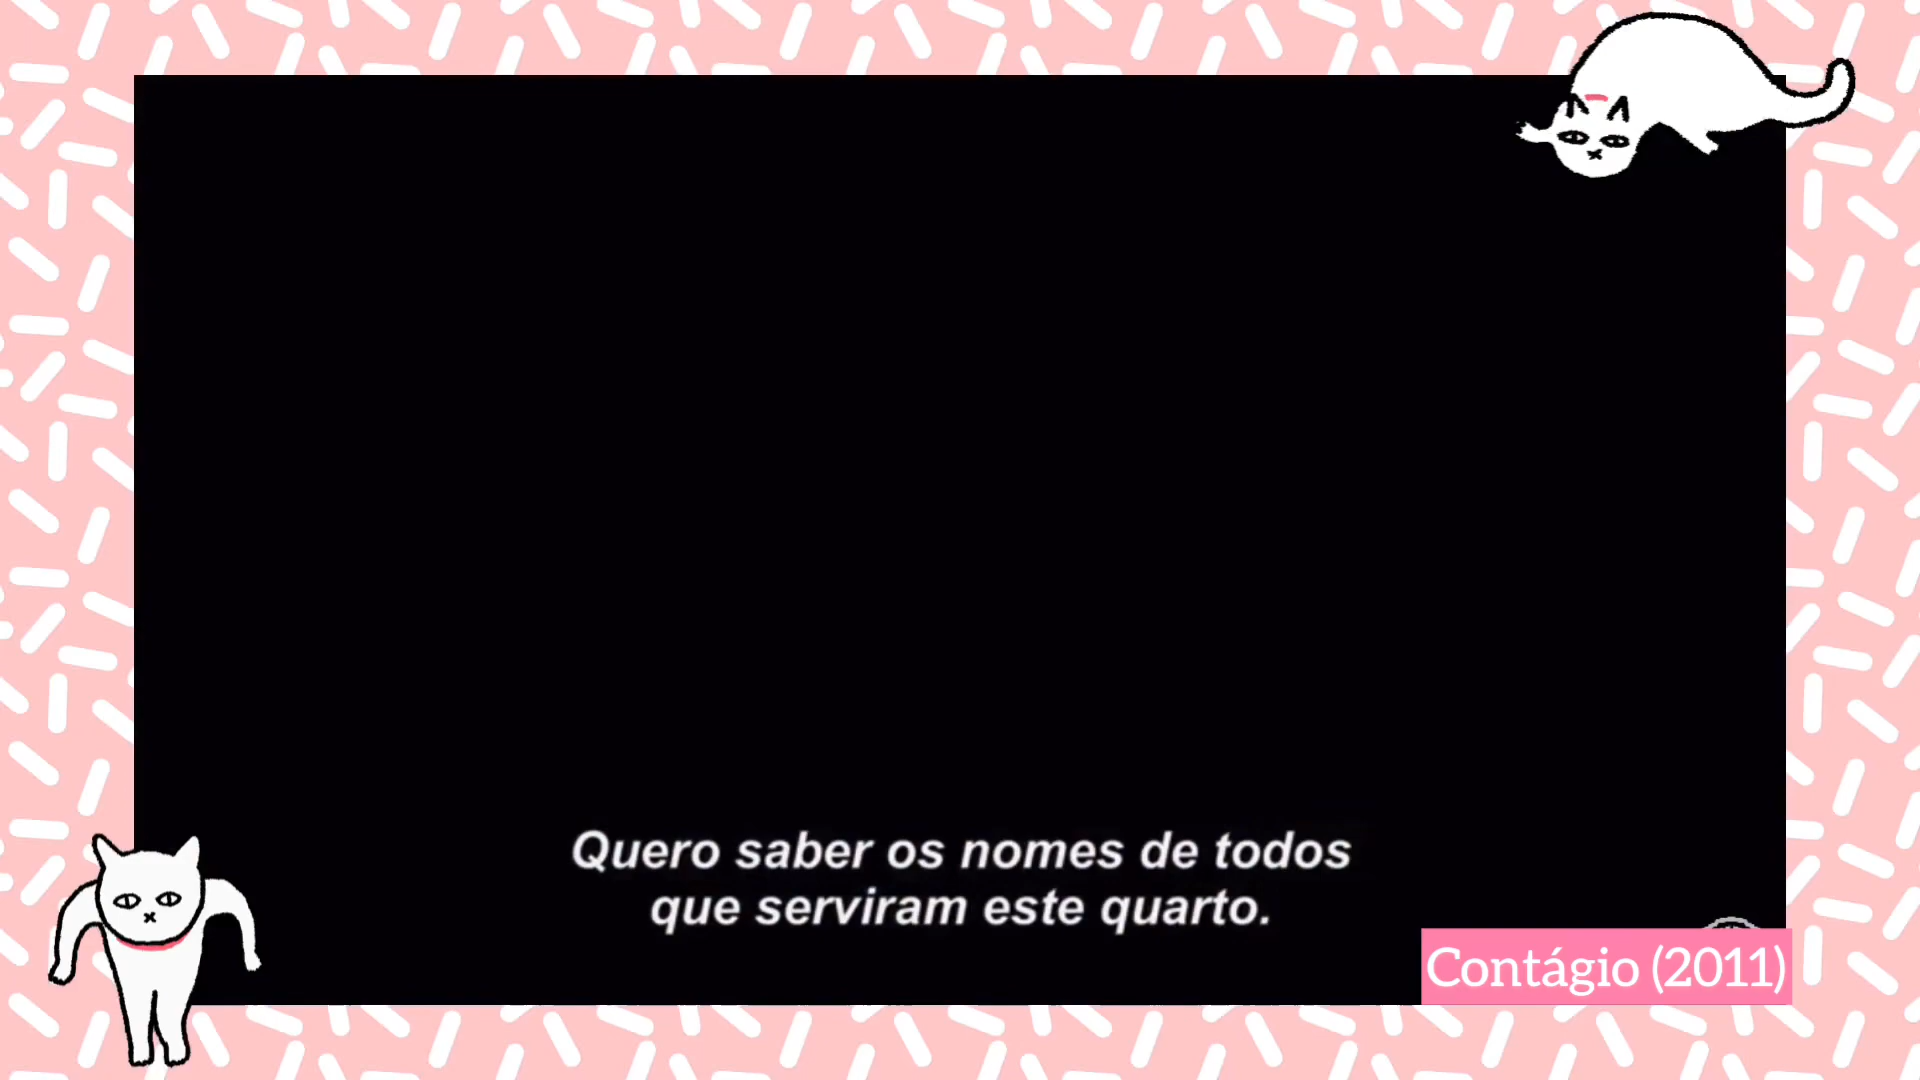 Quero saber os nomes de todos
que serviram este quarto.
Contágio (2011)